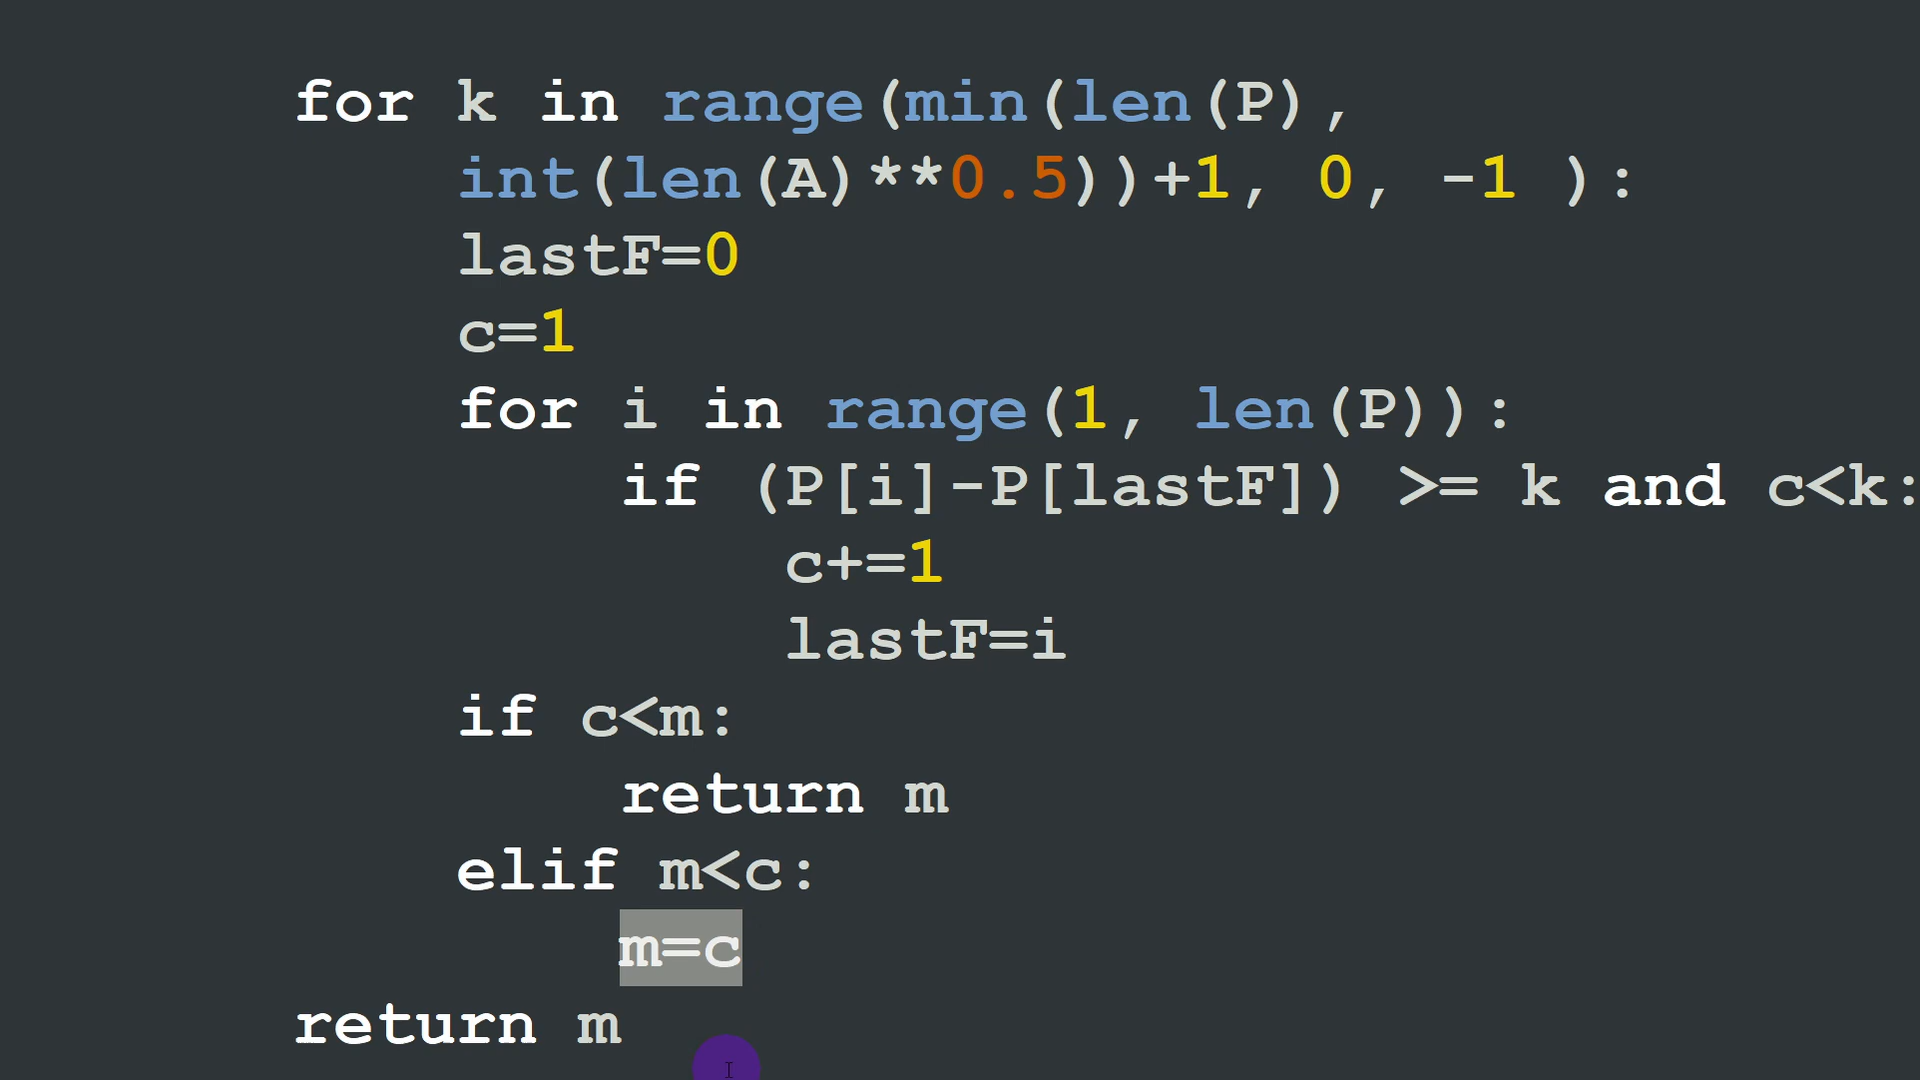 for k in range(min(len(P),
int(len(A)**0.5))+1, 0, -1 ):
lastF=0
c=1
for i in range(1, len(P)):
if (P[i]-P[lastF]) >= k and c<k:
c+=1
lastF=i
if c<m:
return m
elif m<c:
m=c
return m